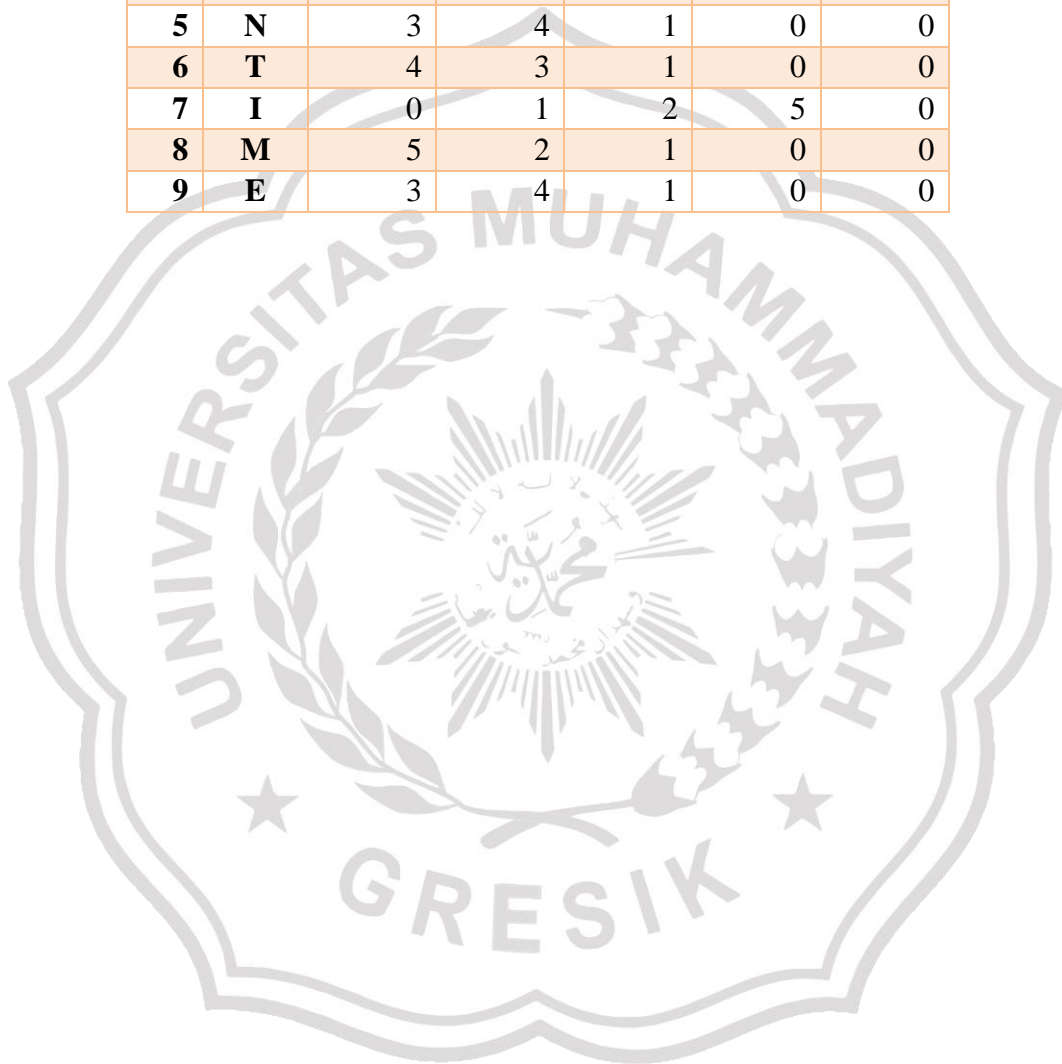 5 N 3 4 1 0 0
6 T 4 3 1 0 0
7 I 0 1 2 5 0
8 M 5 2 1 0 0
9 E 3 4 1 0 0
UNIVERSITAS MUHAMMADIYAH
محمد
GRESIK